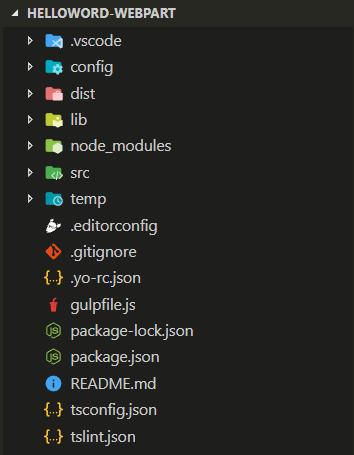 HELLOWORD-WEBPART
.vscode
config
dist
lib
node_modules
src
temp
.editorconfig
.gitignore
.yo-rc.json
gulpfile.js
package-lock.json
package.json
README.md
tsconfig.json
tslint.json